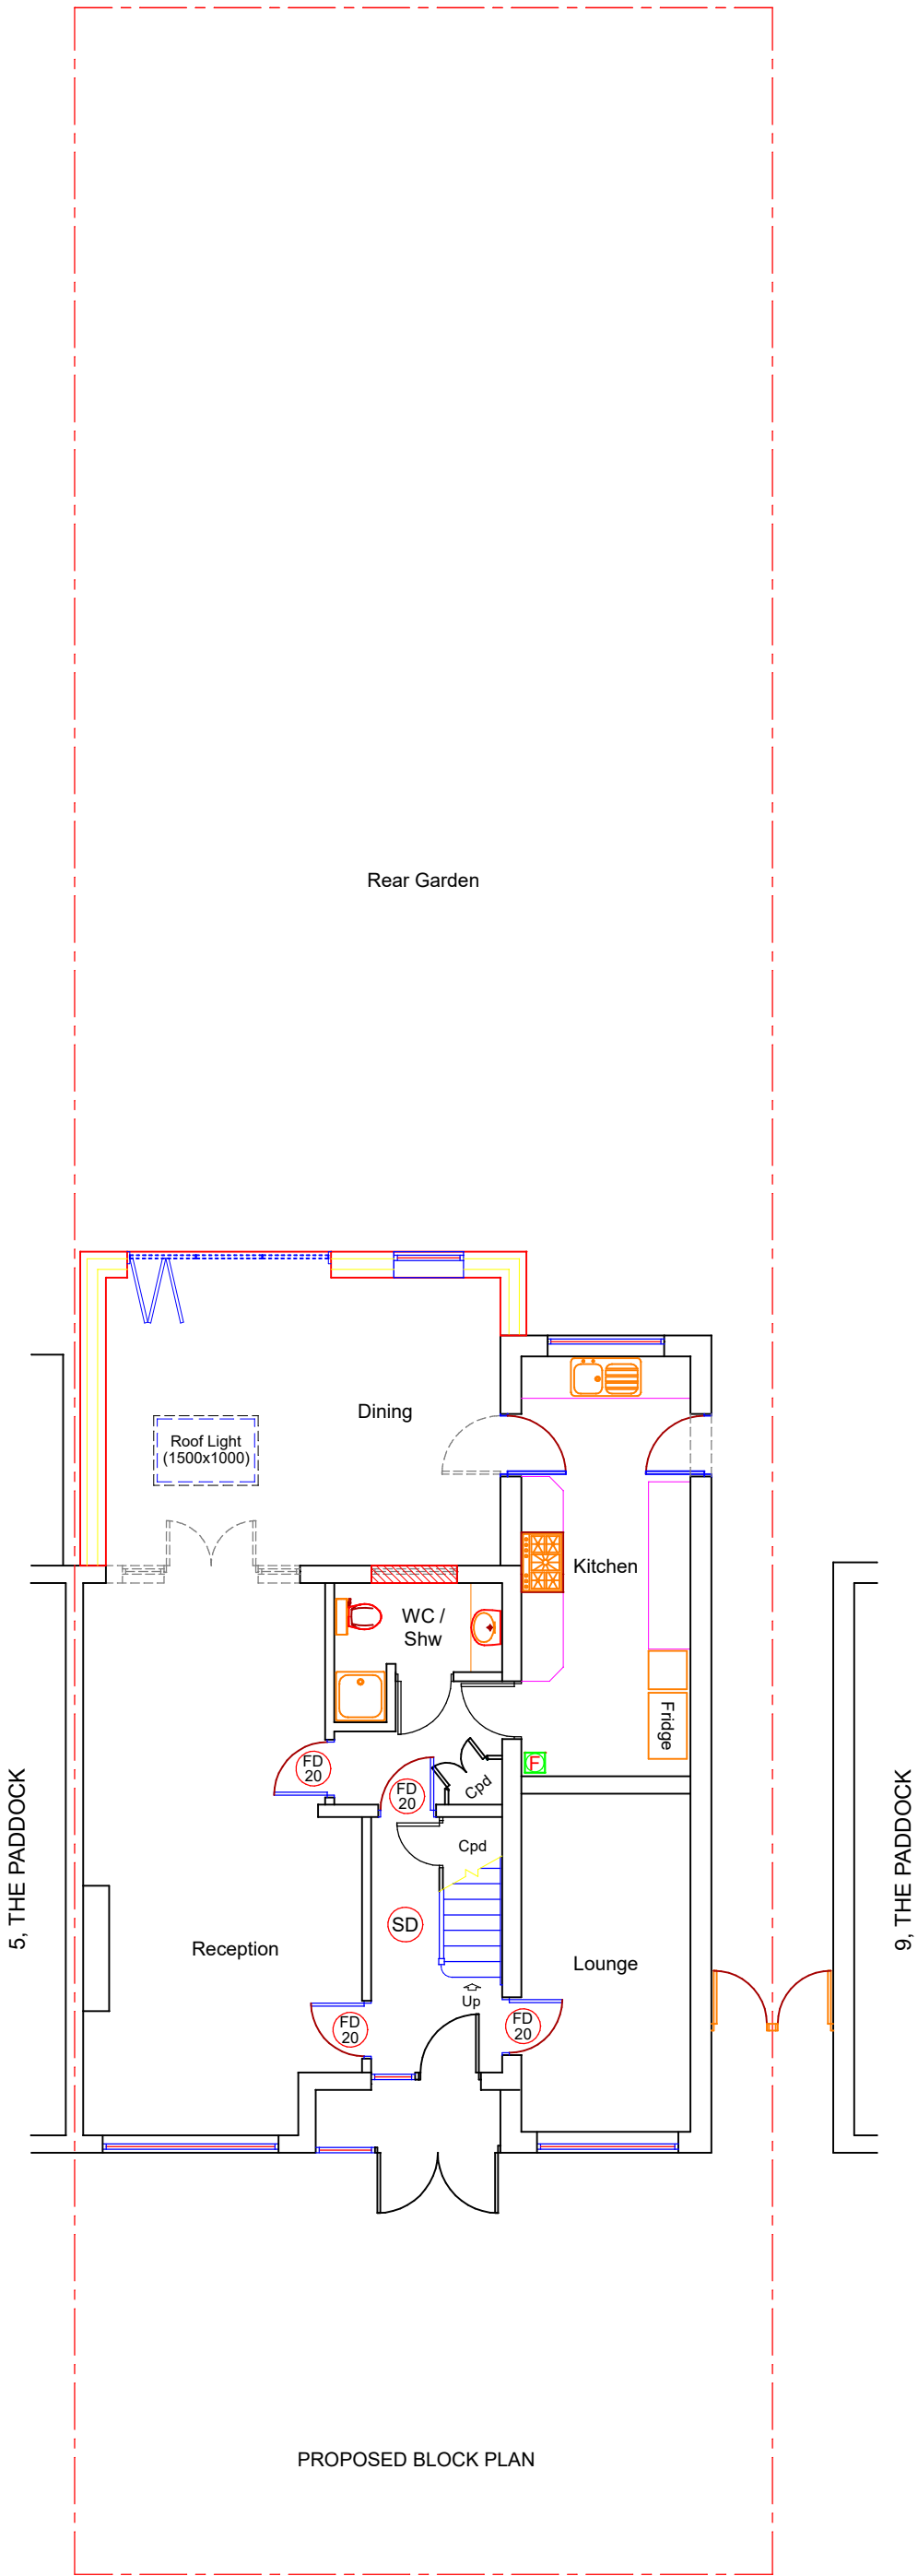 Rear Garden
Dining
Roof Light
(1500x1000)
Kitchen
WC /
Shw
Fridge
FD
20
FD
20
Cpd
F
Cpd
5, THE PADDOCK
9, THE PADDOCK
SD
Reception
Lounge
Up
FD
20
FD
20
PROPOSED BLOCK PLAN